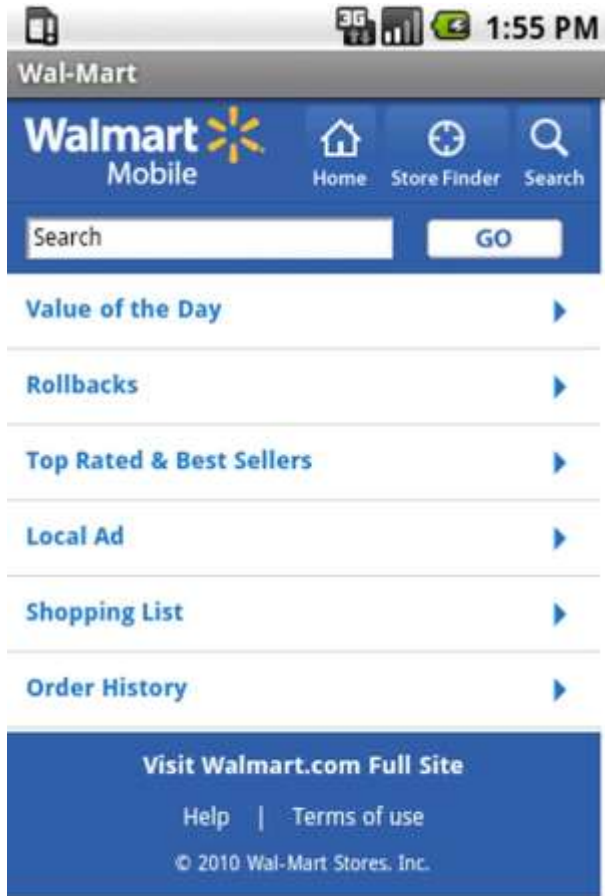 3G 1:55 PM
Wal-Mart
Walmart
Mobile
Home Store Finder Search
Search GO
Value of the Day
Rollbacks
Top Rated & Best Sellers
Local Ad
Shopping List
Order History
Visit Walmart.com Full Site
Help | Terms of use
© 2010 Wal-Mart Stores. Inc.